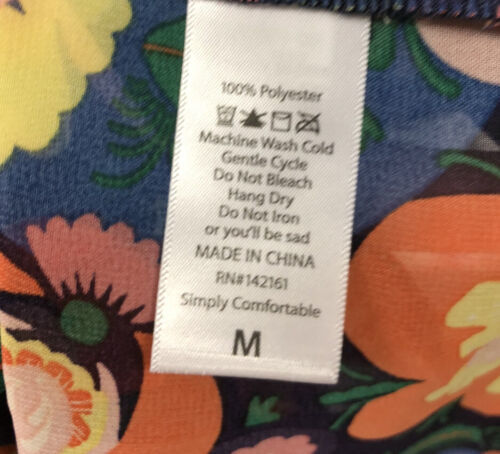 100% Polyester
Machine Wash Cold
Gentle Cycle
Do Not Bleach
Hang Dry
Do Not Iron
or you'll be sad
MADE IN CHINA
RN#142161
Simply Comfortable
M